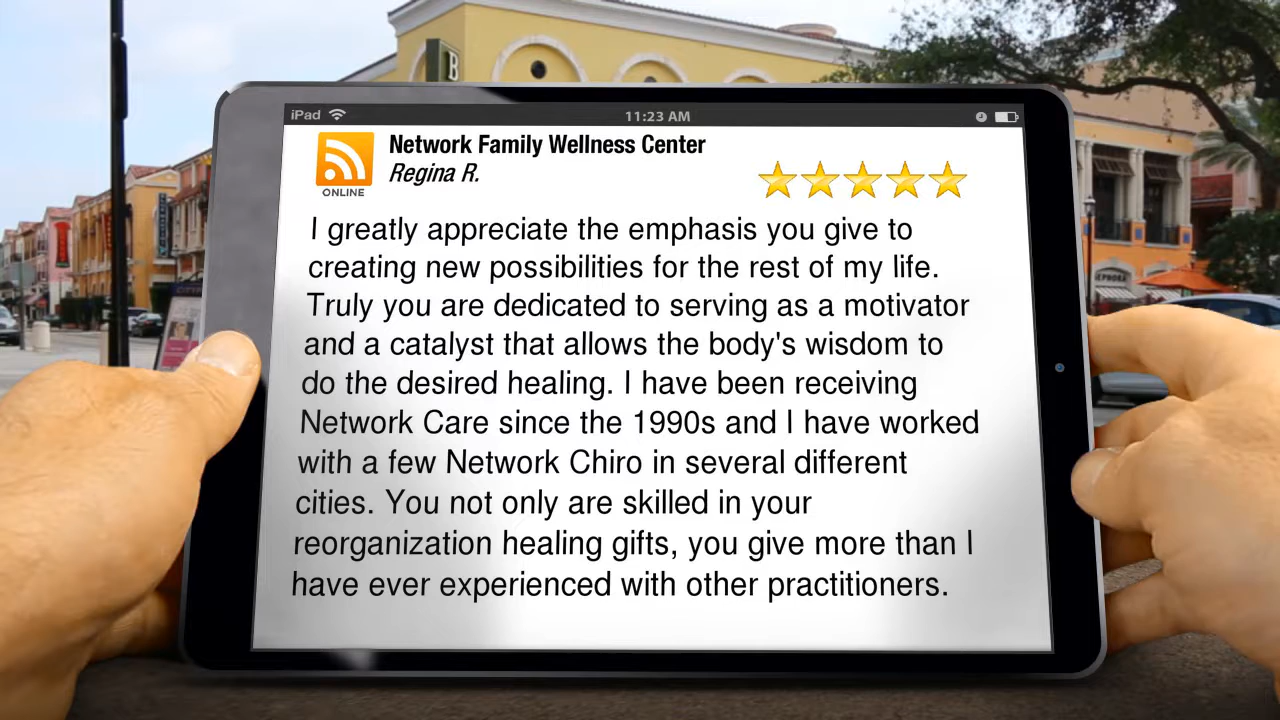 B
iPad
11:23 AM
Network Family Wellness Center
Regina R.
ONLINE
I greatly appreciate the emphasis you give to
creating new possibilities for the rest of my life.
Truly you are dedicated to serving as a motivator
and a catalyst that allows the body's wisdom to
do the desired healing. I have been receiving
Network Care since the 1990s and I have worked
with a few Network Chiro in several different
cities. You not only are skilled in your
reorganization healing gifts, you give more than I
have ever experienced with other practitioners.
SEPHORA